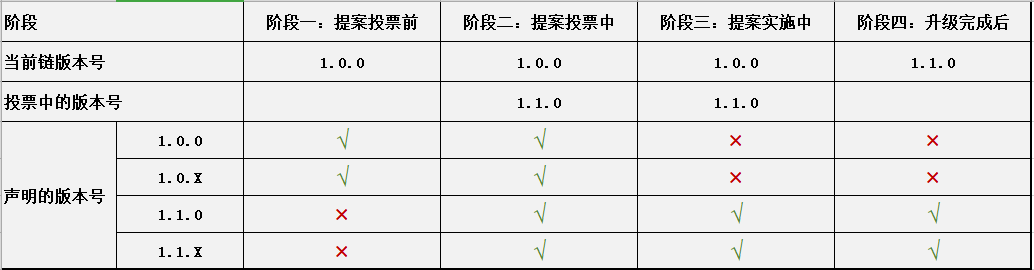 阶段 阶段一：提案投票前 阶段二：提案投票中 阶段三：提案实施中 阶段四：升级完成后
当前链版本号 1.0.0 1.0.0 1.0.0 1.1.0
投票中的版本号 1.1.0 1.1.0
声明的版本号
1.0.0 √ √ × ×
1.0.X √ √ × ×
1.1.0 × √ √ √
1.1.X × √ √ √